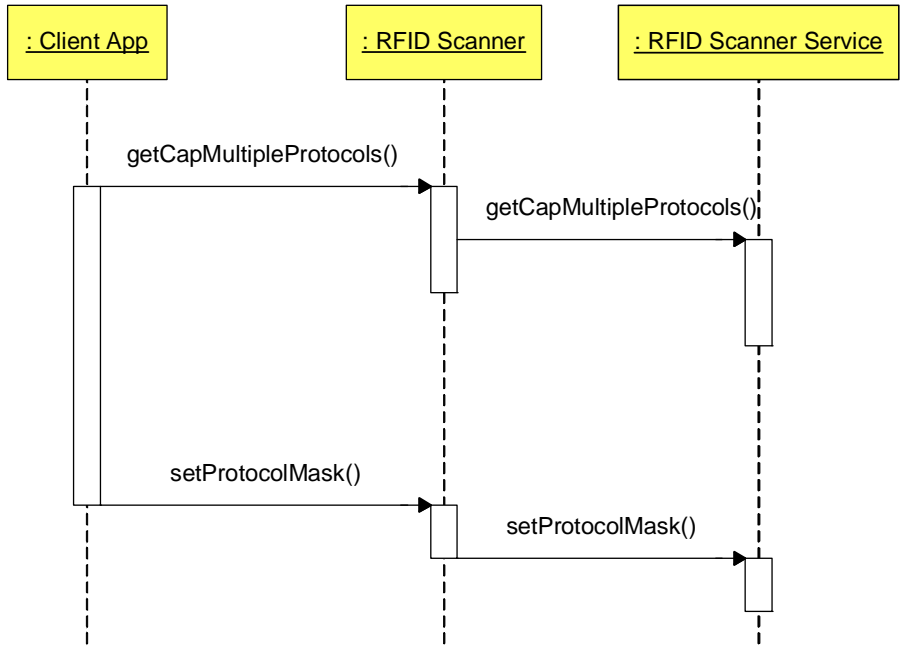 : Client App
: RFID Scanner
: RFID Scanner Service
getCapMultipleProtocols()
getCapMultipleProtocols()
setProtocolMask()
setProtocolMask()